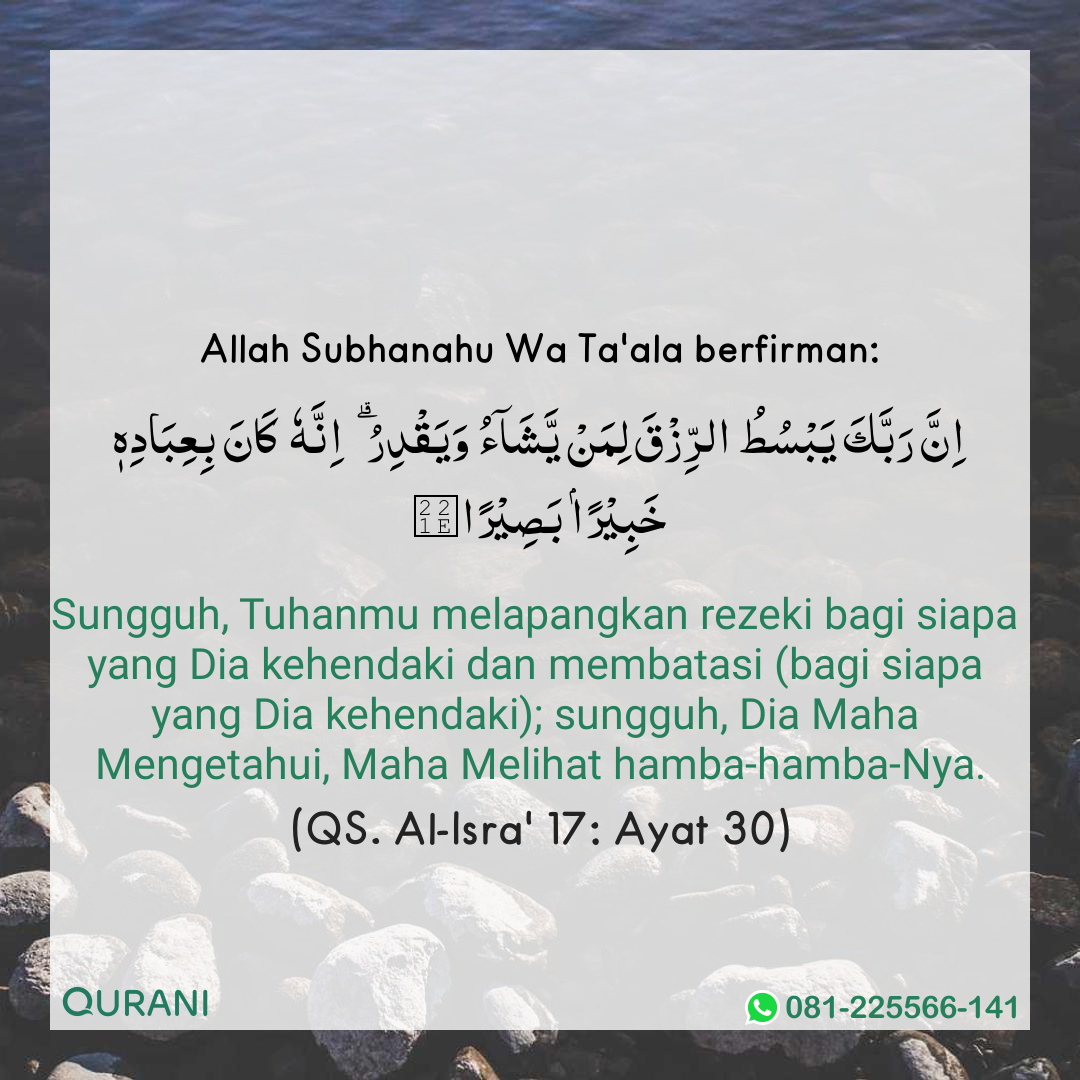 Allah Subhanahu Wa Ta'ala berfirman:
اِنَّ رَبَّكَ يَبْسُطُ الرِّزْقَ لِمَنْ يَّشَاۤءُ وَيَقْدِرُ ۗ اِنَّهٗ كَانَ بِعِبَادِهٖ
خَبِيْرًاۢ بَصِيْرًا࣢
Sungguh, Tuhanmu melapangkan rezeki bagi siapa
yang Dia kehendaki dan membatasi (bagi siapa
yang Dia kehendaki); sungguh, Dia Maha
Mengetahui, Maha Melihat hamba-hamba-Nya.
(QS. Al-Isra' 17: Ayat 30)
QURANI
081-225566-141